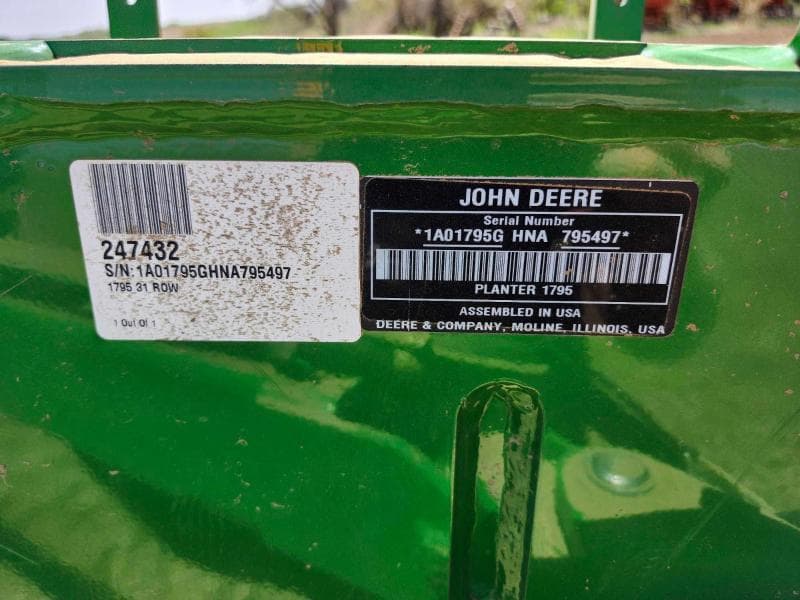 247432
S/N:1A01795GHNA795497
1795 31 ROW
1 Out Of 1
JOHN DEERE
Serial Number
*1A01795G HNA 795497*
PLANTER 1795
ASSEMBLED IN USA
DEERE & COMPANY, MOLINE, ILLINOIS, USA